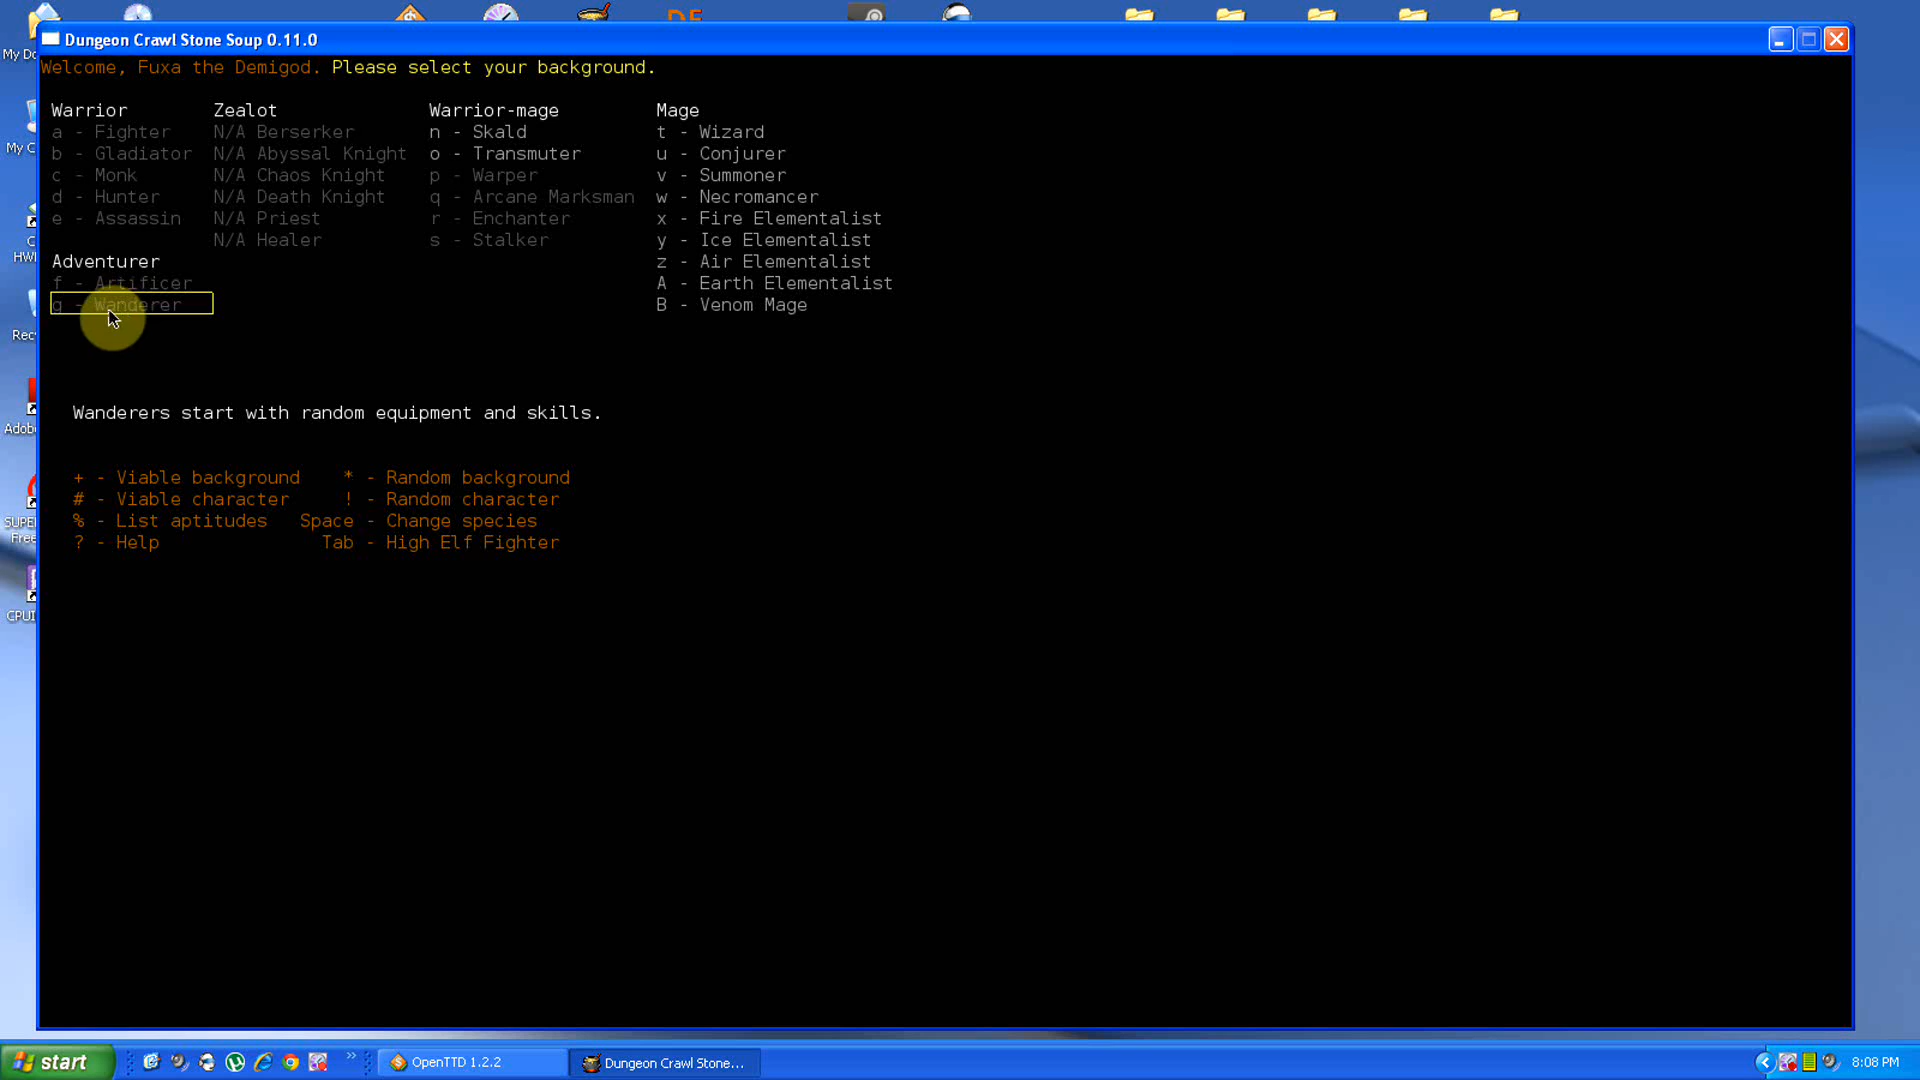 Dungeon Crawl Stone Soup 0.11.0
Welcome, Fuxa the Demigod. Please select your background.
Warrior
a - Fighter
b - Gladiator
c - Monk
d - Hunter
e - Assassin
Adventurer
f - Artificer
g - Wanderer
Zealot
N/A Berserker
N/A Abyssal Knight
N/A Chaos Knight
N/A Death Knight
N/A Priest
N/A Healer
Warrior-mage
n - Skald
o - Transmuter
p - Warper
q - Arcane Marksman
r - Enchanter
s - Stalker
Mage
t - Wizard
u - Conjurer
v - Summoner
w - Necromancer
x - Fire Elementalist
y - Ice Elementalist
z - Air Elementalist
A - Earth Elementalist
B - Venom Mage
Wanderers start with random equipment and skills.
+ - Viable background * - Random background
# - Viable character ! - Random character
% - List aptitudes Space - Change species
? - Help Tab - High Elf Fighter
start
OpenTTD 1.2.2
Dungeon Crawl Stone...
8:08 PM